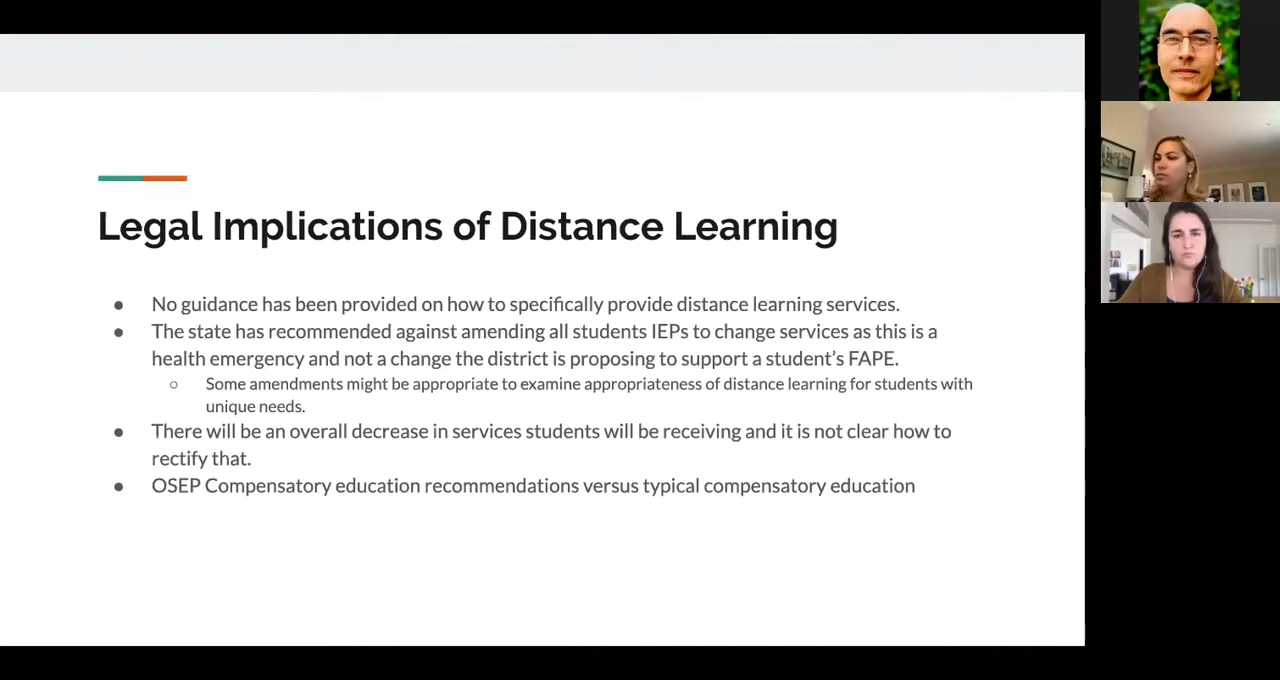 Legal Implications of Distance Learning
● No guidance has been provided on how to specifically provide distance learning services.
● The state has recommended against amending all students IEPs to change services as this is a
health emergency and not a change the district is proposing to support a student’s FAPE.
○ Some amendments might be appropriate to examine appropriateness of distance learning for students with
unique needs.
● There will be an overall decrease in services students will be receiving and it is not clear how to
rectify that.
● OSEP Compensatory education recommendations versus typical compensatory education